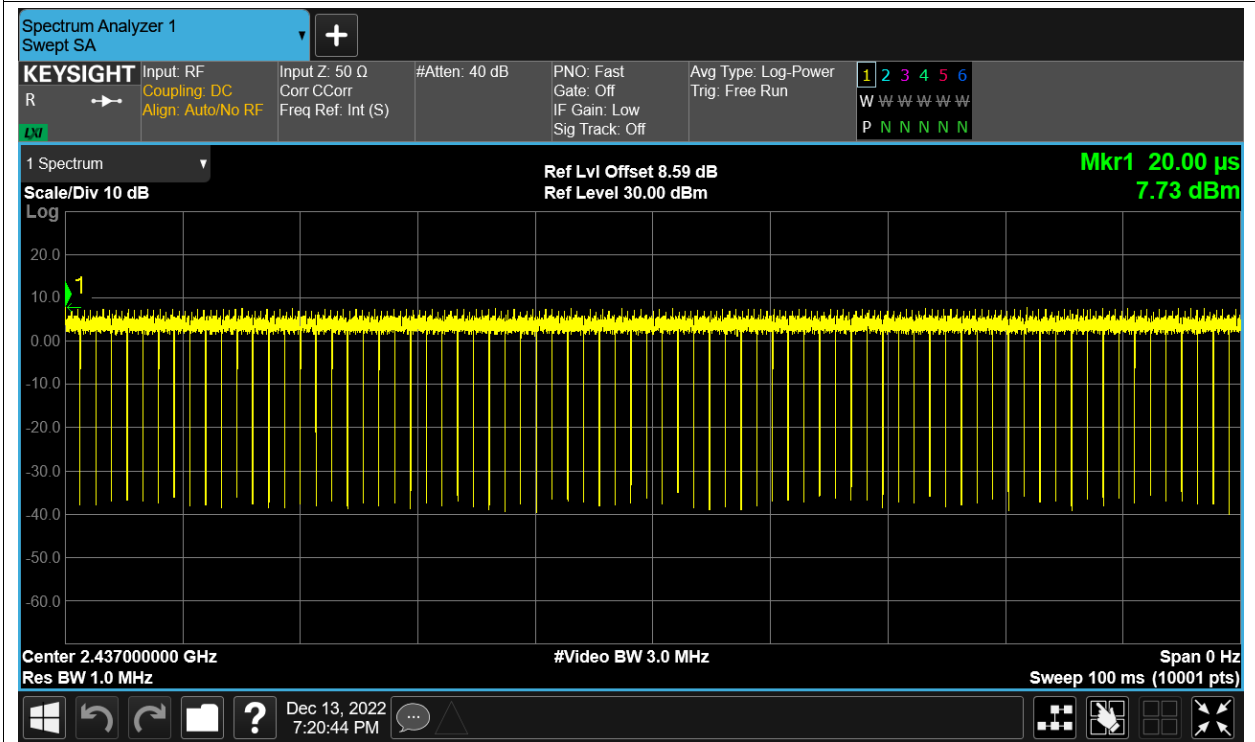 Spectrum Analyzer 1
Swept SA
+
KEYSIGHT
R
LXI
Input: RF
Coupling: DC
Align: Auto/No RF
Input Z: 50 Ω
Corr CCorr
Freq Ref: Int (S)
#Atten: 40 dB
PNO: Fast
Gate: Off
IF Gain: Low
Sig Track: Off
Avg Type: Log-Power
Trig: Free Run
1 2 3 4 5 6
W W W W W W
P N N N N N
1 Spectrum
Scale/Div 10 dB
Log
Ref Lvl Offset 8.59 dB
Ref Level 30.00 dBm
Mkr1 20.00 µs
7.73 dBm
20.0
10.0
1
0.00
-10.0
-20.0
-30.0
-40.0
-50.0
-60.0
Center 2.437000000 GHz
Res BW 1.0 MHz
#Video BW 3.0 MHz
Span 0 Hz
Sweep 100 ms (10001 pts)
?
Dec 13, 2022
7:20:44 PM